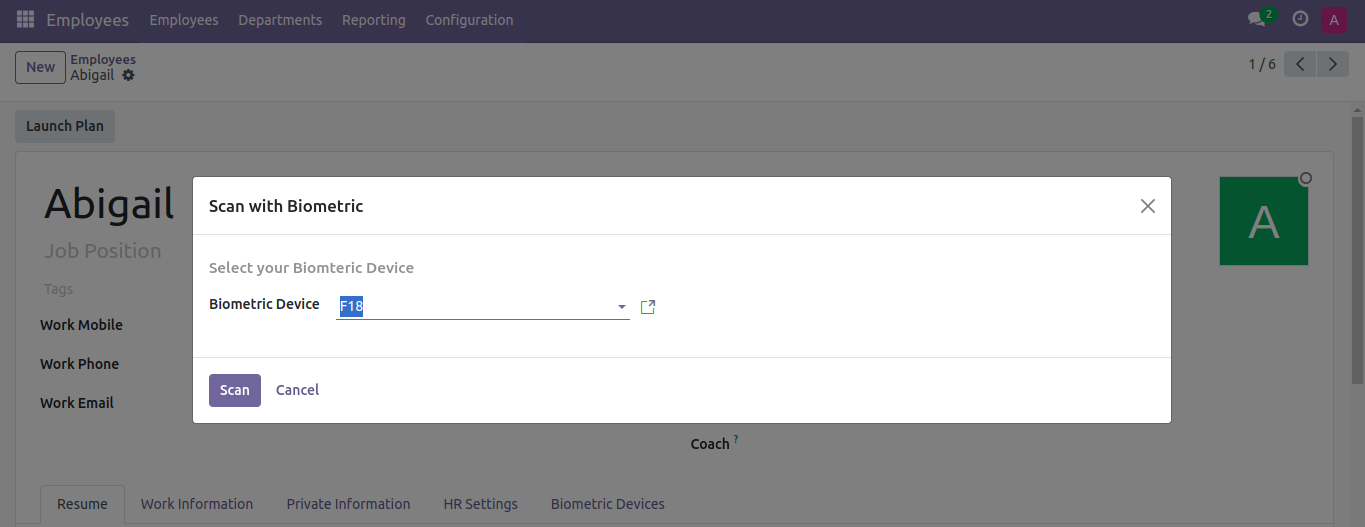 Employees Employees Departments Reporting Configuration 2 A
New Employees 1 / 6
Abigail
Launch Plan
Abigail
Scan with Biometric
A
Job Position
Select your Biomteric Device
Tags
Biometric Device F18
Work Mobile
Work Phone
Scan Cancel
Work Email
Coach ?
Resume Work Information Private Information HR Settings Biometric Devices